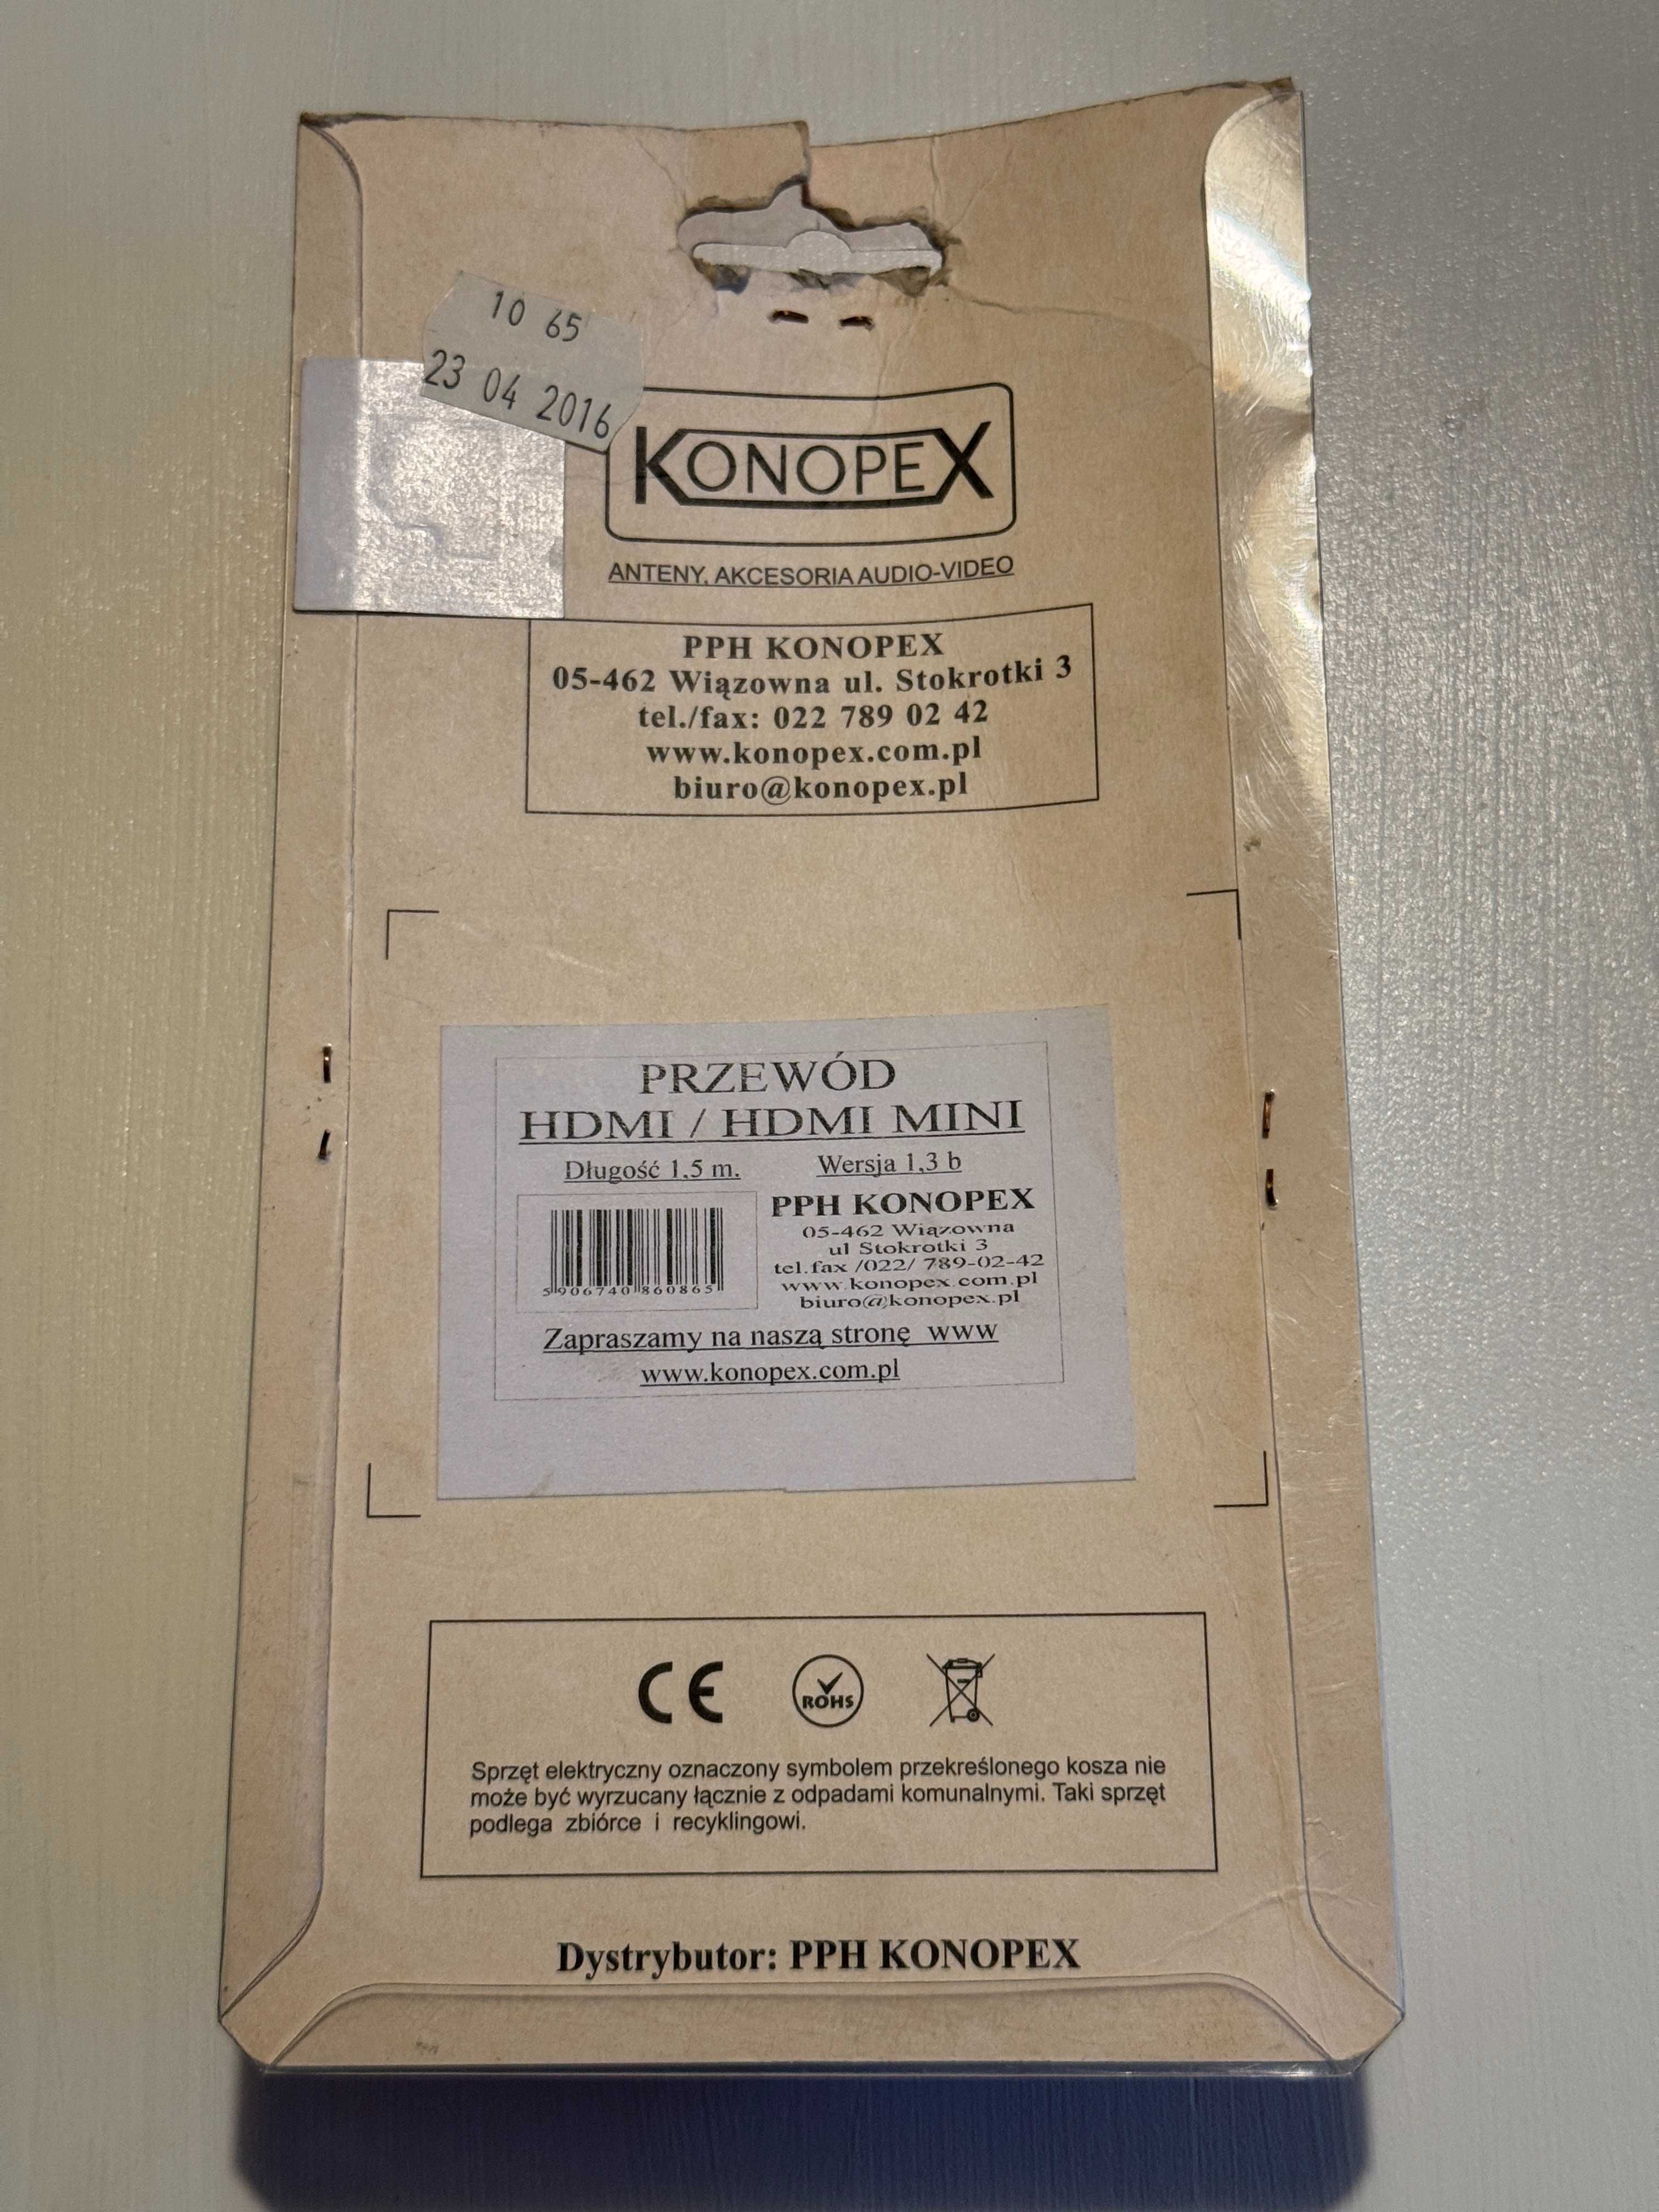 10 65
23 04 2016
KONOPEX
ANTENY, AKCESORIA AUDIO-VIDEO
PPH KONOPEX
05-462 Wiązowna ul. Stokrotki 3
tel./fax: 022 789 02 42
www.konopex.com.pl
biuro@konopex.pl
PRZEWÓD
HDMI / HDMI MINI
Długość 1,5 m. Wersja 1,3 b
PPH KONOPEX
05-462 Wiązowna
ul Stokrotki 3
tel.fax /022/ 789-02-42
www.konopex.com.pl
biuro@konopex.pl
5 906740 860865
Zapraszamy na naszą stronę www
www.konopex.com.pl
CE
ROHS
Sprzęt elektryczny oznaczony symbolem przekreślonego kosza nie
może być wyrzucany łącznie z odpadami komunalnymi. Taki sprzęt
podlega zbiórce i recyklingowi.
Dystrybutor: PPH KONOPEX